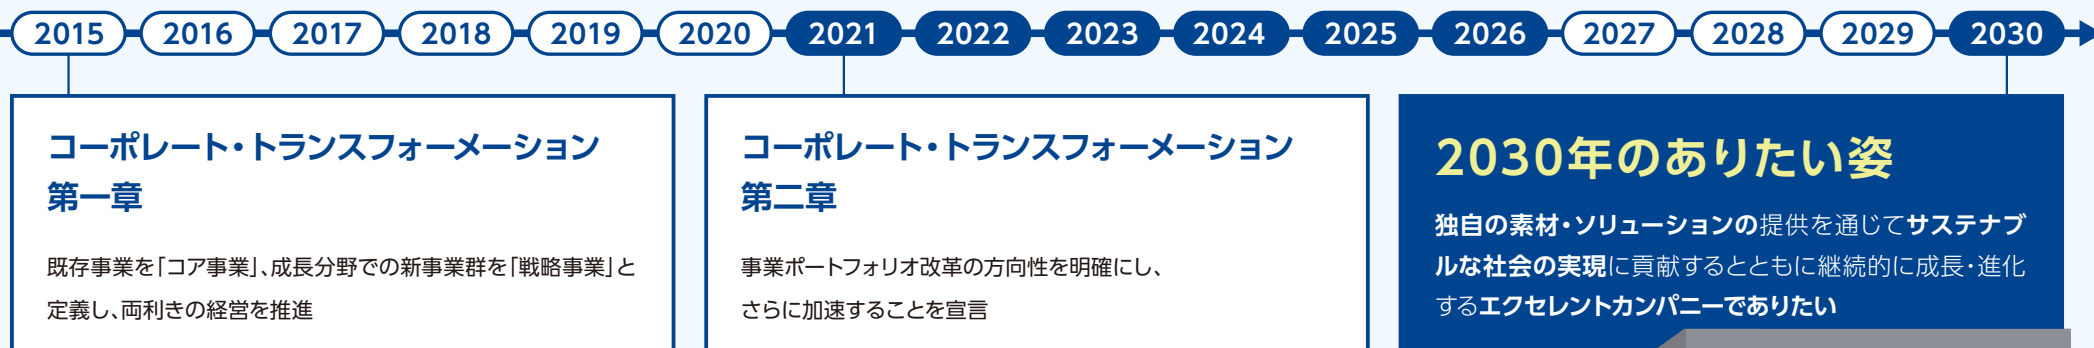 2015 2016 2017 2018 2019 2020 2021 2022 2023 2024 2025 2026 2027 2028 2029 2030
コーポレート・トランスフォーメーション
第一章
既存事業を「コア事業」、成長分野での新事業群を「戦略事業」と
定義し、両利きの経営を推進
コーポレート・トランスフォーメーション
第二章
事業ポートフォリオ改革の方向性を明確にし、
さらに加速することを宣言
2030年のありたい姿
独自の素材・ソリューションの提供を通じてサステナブ
ルな社会の実現に貢献するとともに継続的に成長・進化
するエクセレントカンパニーでありたい